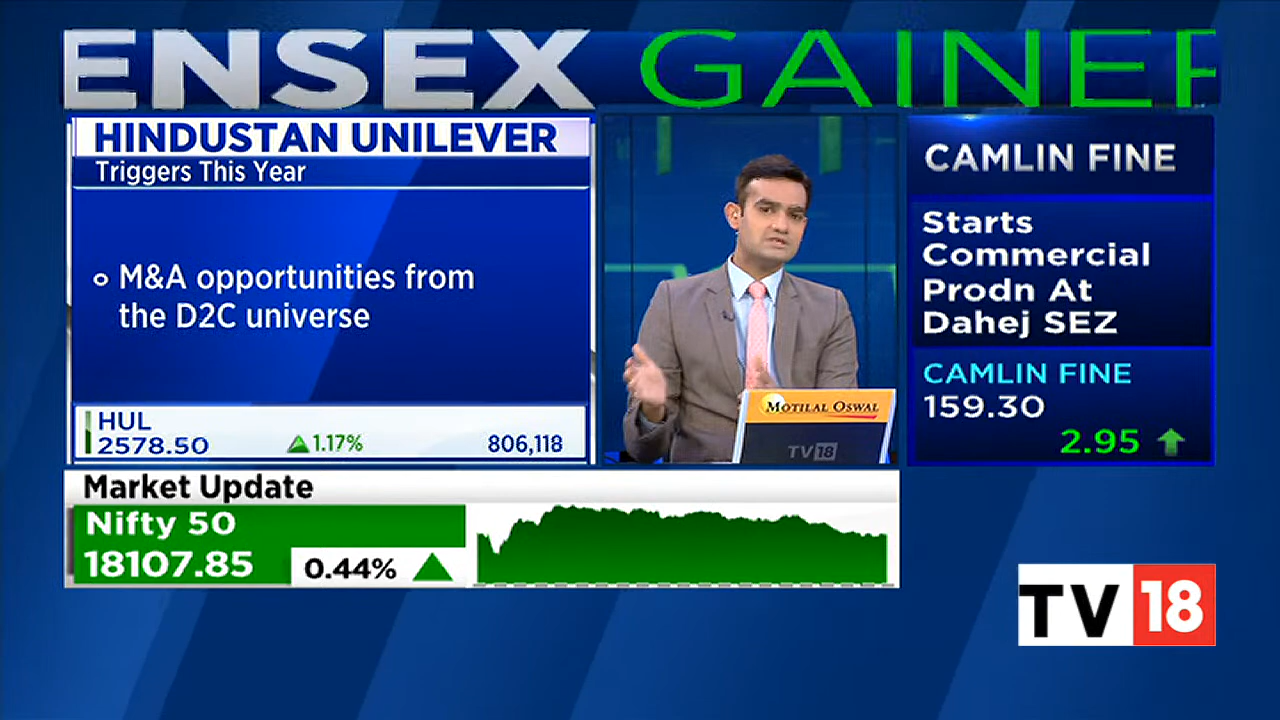 ENSEX GAINER
HINDUSTAN UNILEVER
Triggers This Year
M&A opportunities from
the D2C universe
HUL
2578.50 1.17% 806,118
MOTILAL OSWAL
TV18
CAMLIN FINE
Starts
Commercial
Prodn At
Dahej SEZ
CAMLIN FINE
159.30
2.95
Market Update
Nifty 50
18107.85 0.44%
TV18